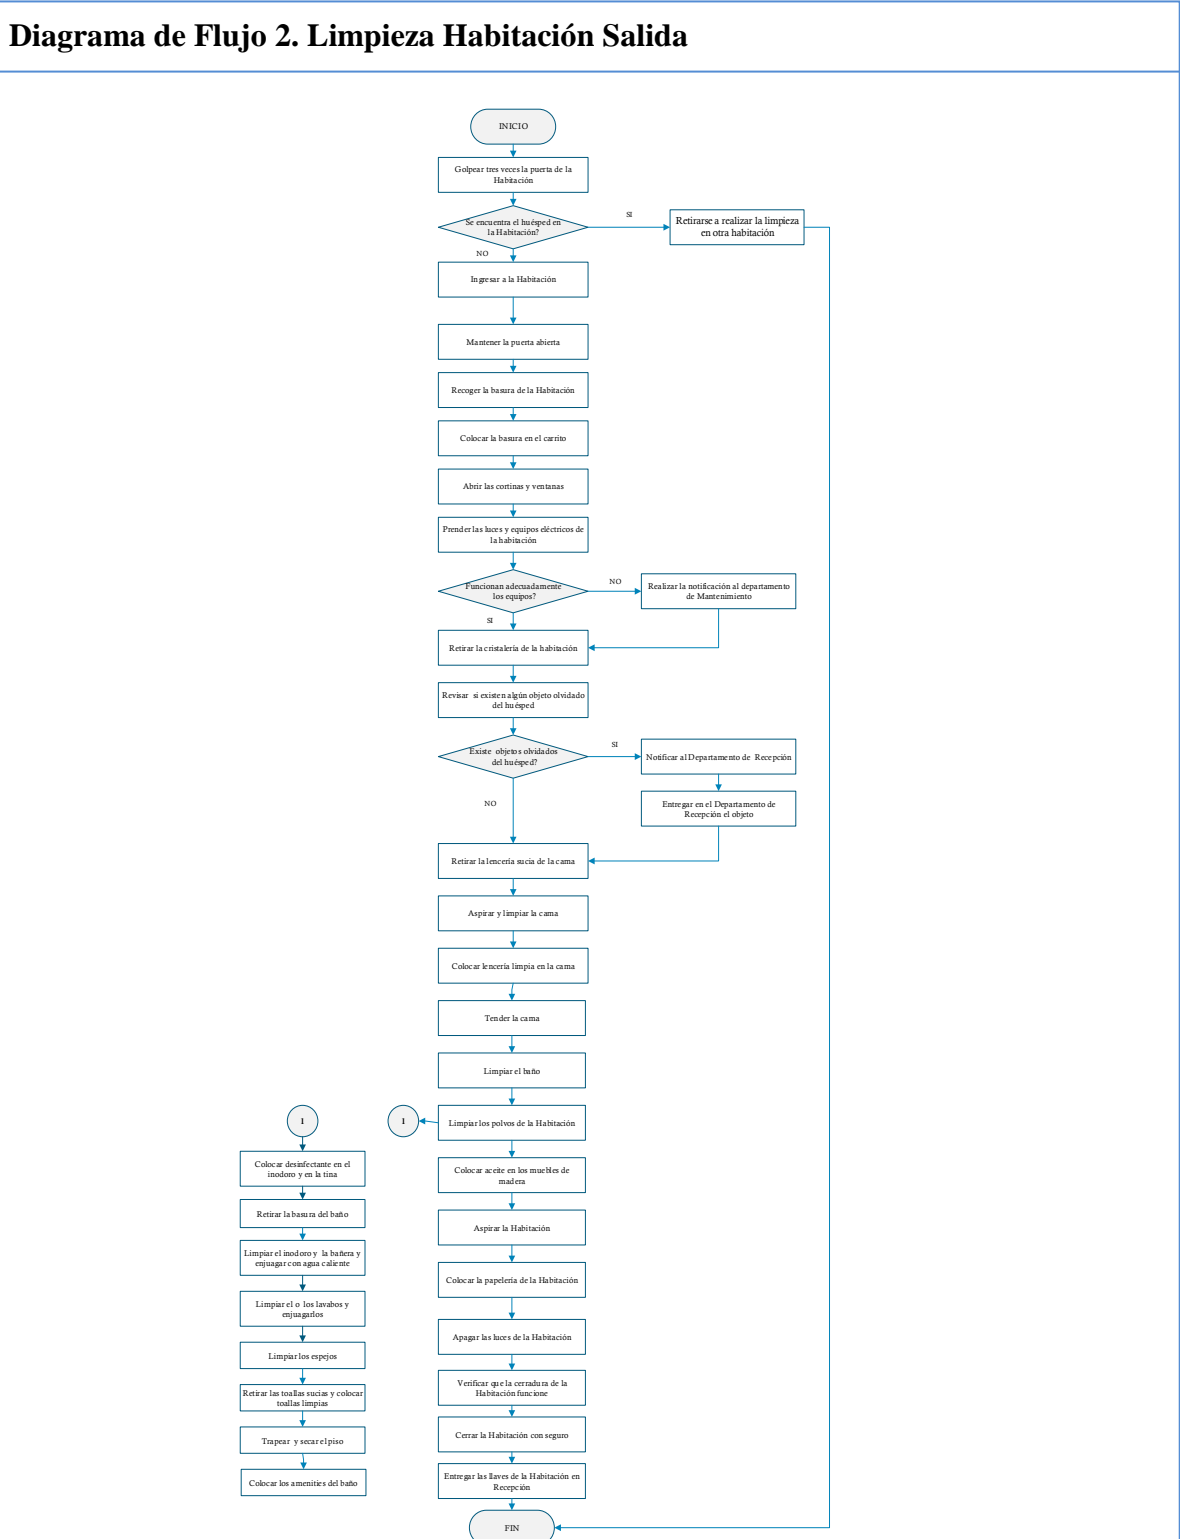 Diagrama de Flujo 2. Limpieza Habitación Salida
INICIO
Golpear tres veces la puerta de la
Habitación
Se encuentra el huésped en
la Habitación?
SI
Retirarse a realizar la limpieza
en otra habitación
NO
Ingresar a la Habitación
Mantener la puerta abierta
Recoger la basura de la Habitación
Colocar la basura en el carrito
Abrir las cortinas y ventanas
Prender las luces y equipos eléctricos de
la habitación
Funcionan adecuadamente
los equipos?
NO
Realizar la notificación al departamento
de Mantenimiento
SI
Retirar la cristalería de la habitación
Revisar si existen algún objeto olvidado
del huésped
Existe objetos olvidados
del huésped?
SI
Notificar al Departamento de Recepción
Entregar en el Departamento de
Recepción el objeto
NO
Retirar la lencería sucia de la cama
Aspirar y limpiar la cama
Colocar lencería limpia en la cama
Tender la cama
Limpiar el baño
Limpiar los polvos de la Habitación
I
Colocar aceite en los muebles de
madera
Aspirar la Habitación
Colocar la papelería de la Habitación
Apagar las luces de la Habitación
Verificar que la cerradura de la
Habitación funcione
Cerrar la Habitación con seguro
Entregar las llaves de la Habitación en
Recepción
FIN
I
Colocar desinfectante en el
inodoro y en la tina
Retirar la basura del baño
Limpiar el inodoro y la bañera y
enjuagar con agua caliente
Limpiar el o los lavabos y
enjuagarlos
Limpiar los espejos
Retirar las toallas sucias y colocar
toallas limpias
Trapear y secar el piso
Colocar los amenities del baño